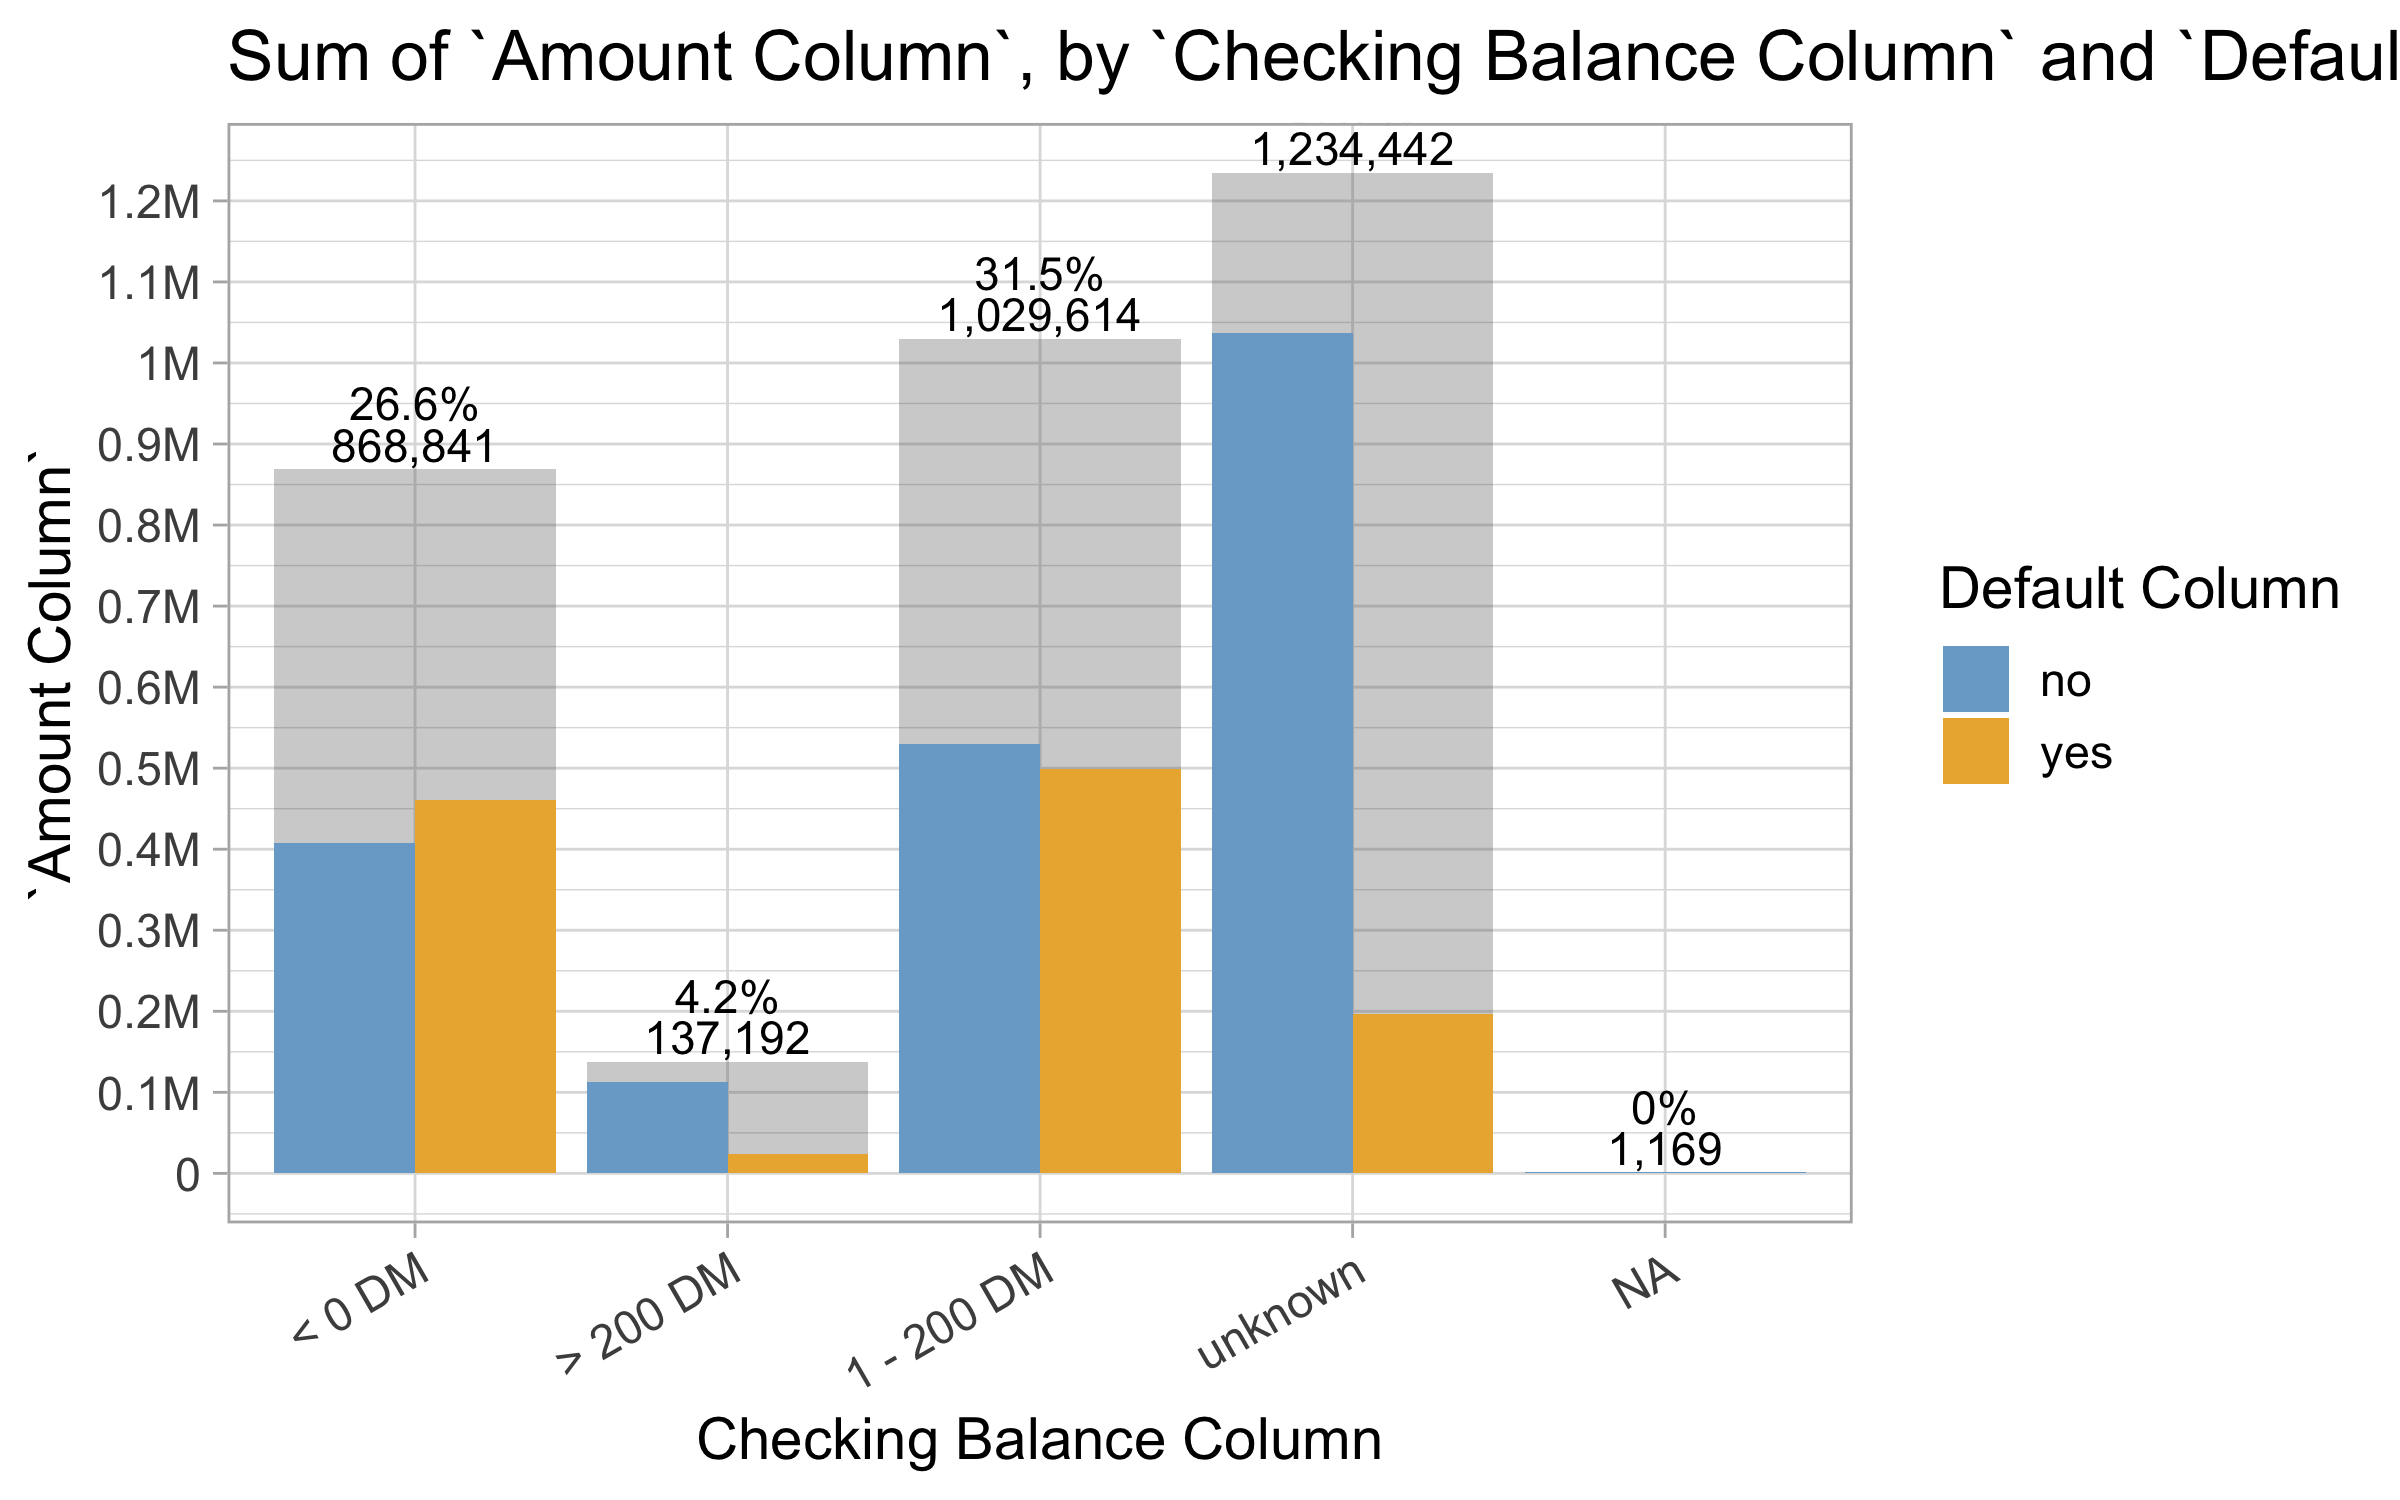 Sum of `Amount Column`, by `Checking Balance Column` and `Defaul
1,234,442
1.2M
1.1M
31.5%
1,029,614
1M
26.6%
868,841
0.9M
0.8M
0.7M
0.6M
0.5M
0.4M
0.3M
0.2M
0.1M
0
4.2%
137,192
0%
1,169
`Amount Column`
< 0 DM
> 200 DM
1 - 200 DM
unknown
NA
Checking Balance Column
Default Column
no
yes